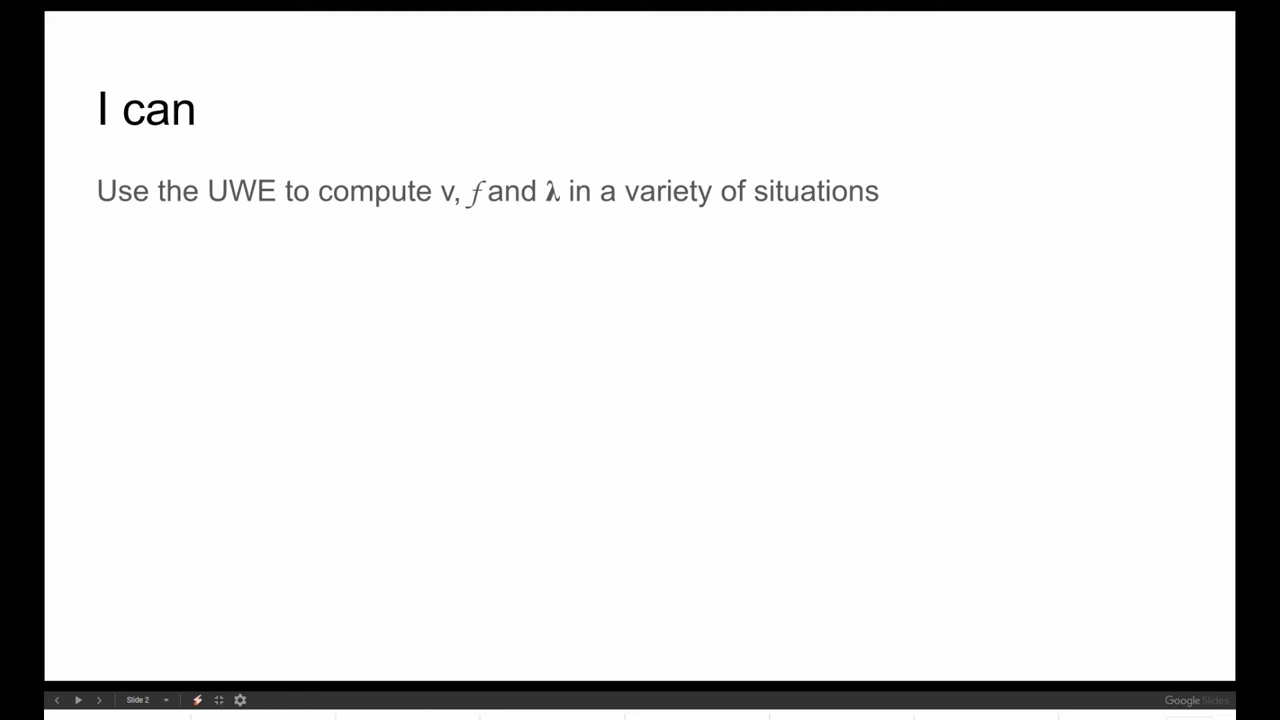 I can
Use the UWE to compute v, f and λ in a variety of situations
Slide 2
Google Slides